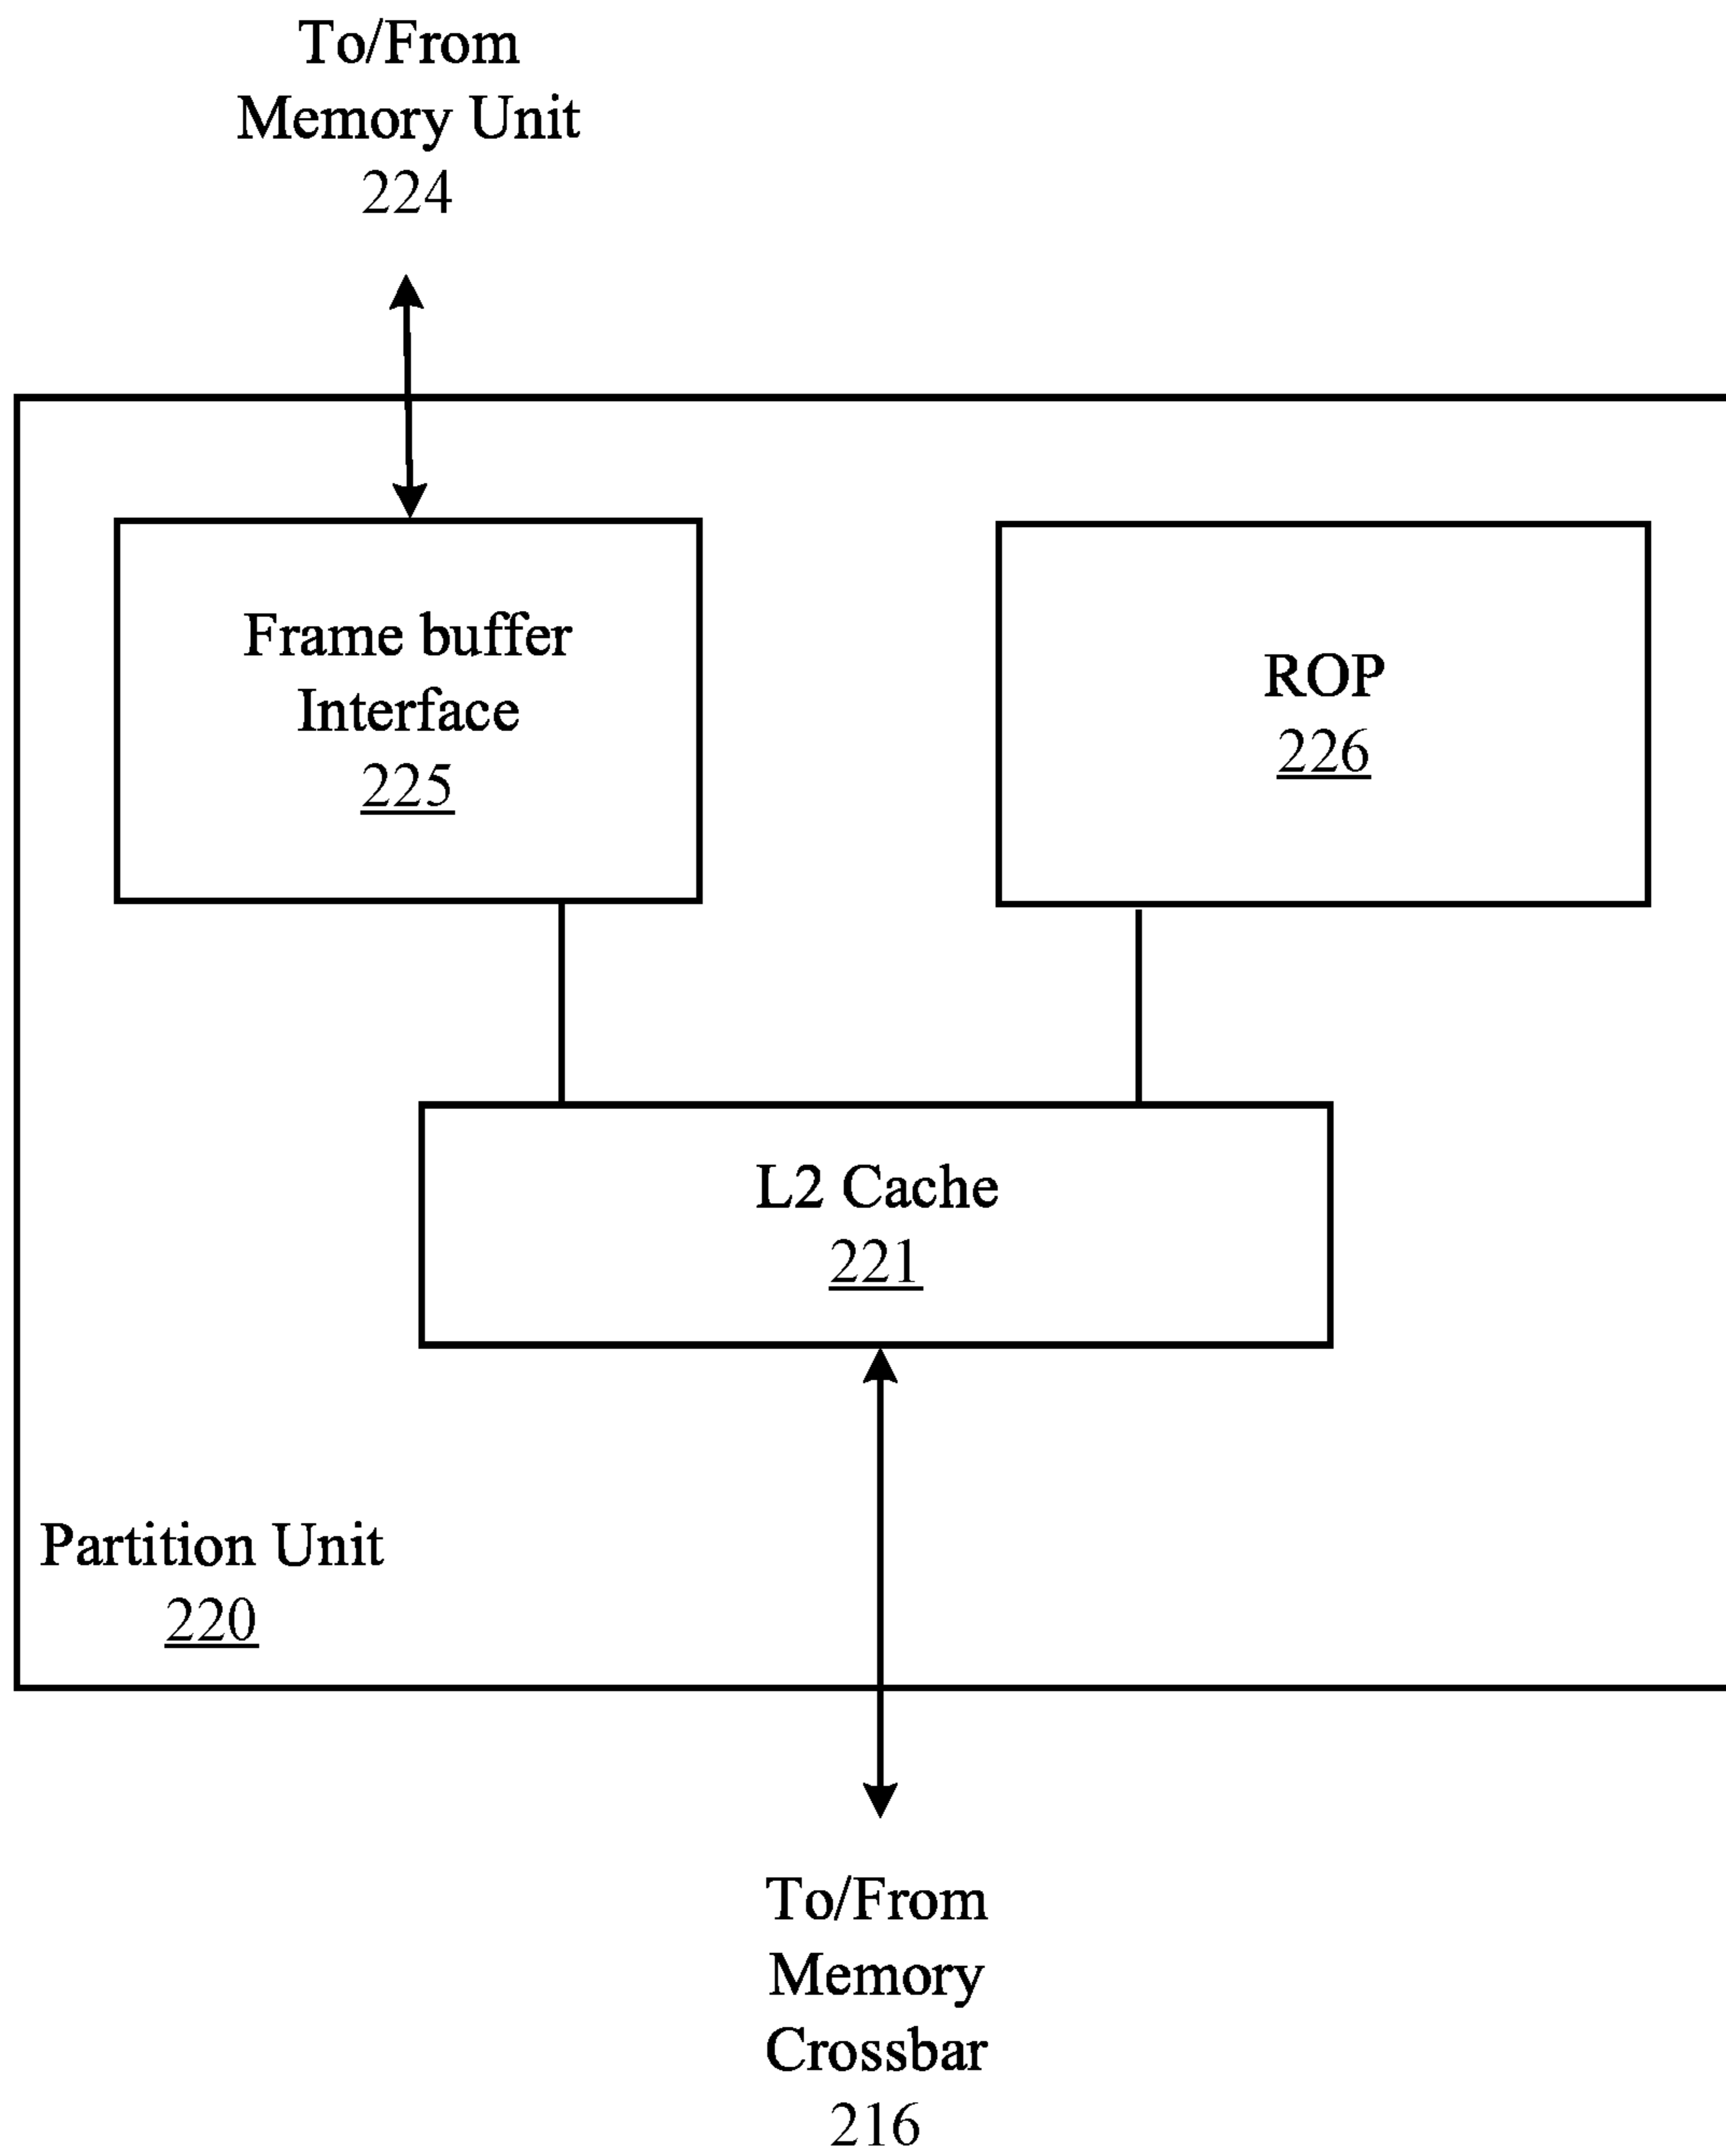 To/From
Memory Unit
224
Frame buffer
Interface
225
ROP
226
L2 Cache
221
Partition Unit
220
To/From
Memory
Crossbar
216